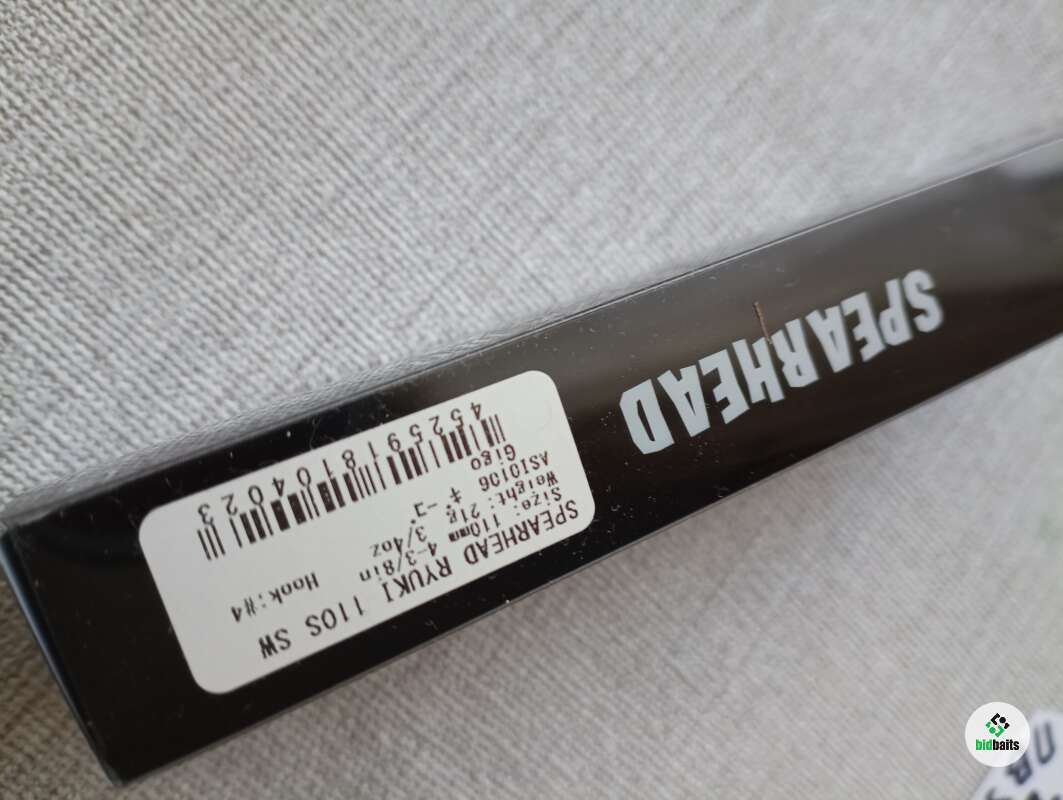 SPEARHEAD
SPEARHEAD RYUKI 110S SW
Size: 110mm 4-3/8in
Weight: 21g 3/4oz Hook:#4
ASI0106
Gigo
4525918104023
bidbaits